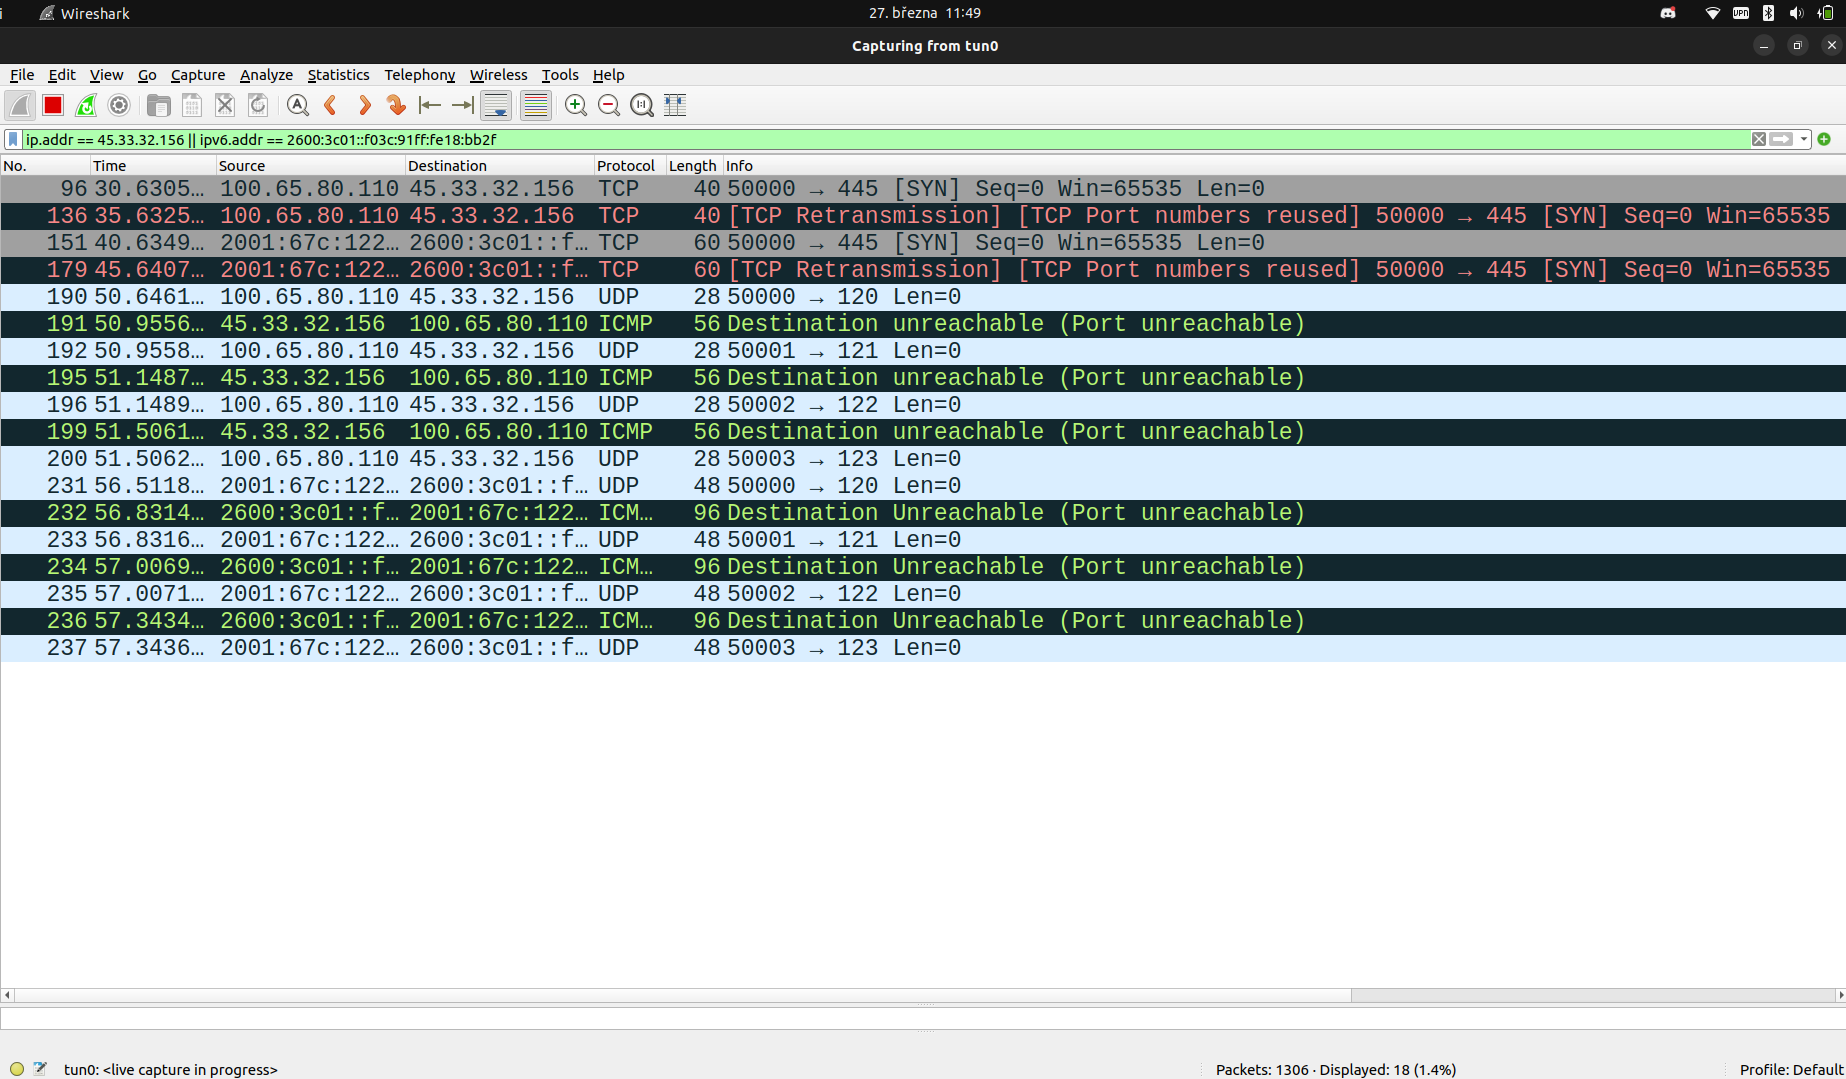 i Wireshark 27. března 11:49 VPN
Capturing from tun0
File Edit View Go Capture Analyze Statistics Telephony Wireless Tools Help
ip.addr == 45.33.32.156 || ipv6.addr == 2600:3c01::f03c:91ff:fe18:bb2f
No. Time Source Destination Protocol Length Info
96 30.6305… 100.65.80.110 45.33.32.156 TCP 40 50000 → 445 [SYN] Seq=0 Win=65535 Len=0
136 35.6325… 100.65.80.110 45.33.32.156 TCP 40 [TCP Retransmission] [TCP Port numbers reused] 50000 → 445 [SYN] Seq=0 Win=65535
151 40.6349… 2001:67c:122… 2600:3c01::f… TCP 60 50000 → 445 [SYN] Seq=0 Win=65535 Len=0
179 45.6407… 2001:67c:122… 2600:3c01::f… TCP 60 [TCP Retransmission] [TCP Port numbers reused] 50000 → 445 [SYN] Seq=0 Win=65535
190 50.6461… 100.65.80.110 45.33.32.156 UDP 28 50000 → 120 Len=0
191 50.9556… 45.33.32.156 100.65.80.110 ICMP 56 Destination unreachable (Port unreachable)
192 50.9558… 100.65.80.110 45.33.32.156 UDP 28 50001 → 121 Len=0
195 51.1487… 45.33.32.156 100.65.80.110 ICMP 56 Destination unreachable (Port unreachable)
196 51.1489… 100.65.80.110 45.33.32.156 UDP 28 50002 → 122 Len=0
199 51.5061… 45.33.32.156 100.65.80.110 ICMP 56 Destination unreachable (Port unreachable)
200 51.5062… 100.65.80.110 45.33.32.156 UDP 28 50003 → 123 Len=0
231 56.5118… 2001:67c:122… 2600:3c01::f… UDP 48 50000 → 120 Len=0
232 56.8314… 2600:3c01::f… 2001:67c:122… ICM… 96 Destination Unreachable (Port unreachable)
233 56.8316… 2001:67c:122… 2600:3c01::f… UDP 48 50001 → 121 Len=0
234 57.0069… 2600:3c01::f… 2001:67c:122… ICM… 96 Destination Unreachable (Port unreachable)
235 57.0071… 2001:67c:122… 2600:3c01::f… UDP 48 50002 → 122 Len=0
236 57.3434… 2600:3c01::f… 2001:67c:122… ICM… 96 Destination Unreachable (Port unreachable)
237 57.3436… 2001:67c:122… 2600:3c01::f… UDP 48 50003 → 123 Len=0
tun0: <live capture in progress> Packets: 1306 · Displayed: 18 (1.4%) Profile: Default